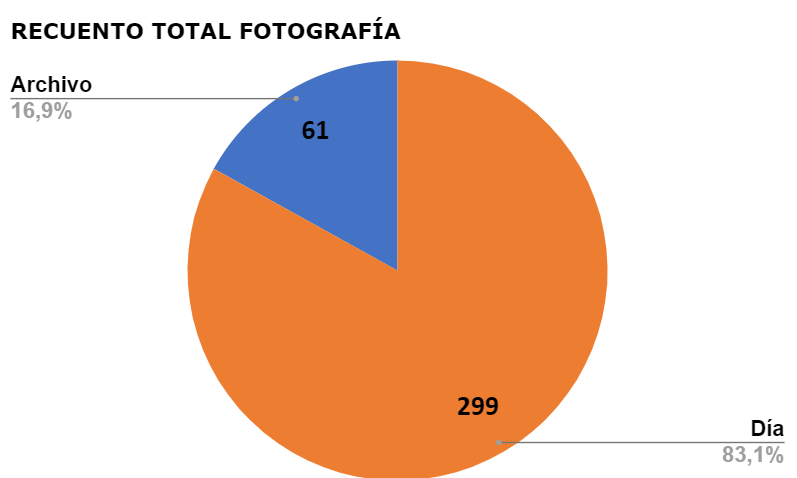 RECUENTO TOTAL FOTOGRAFÍA
Archivo
16,9%
61
299
Día
83,1%